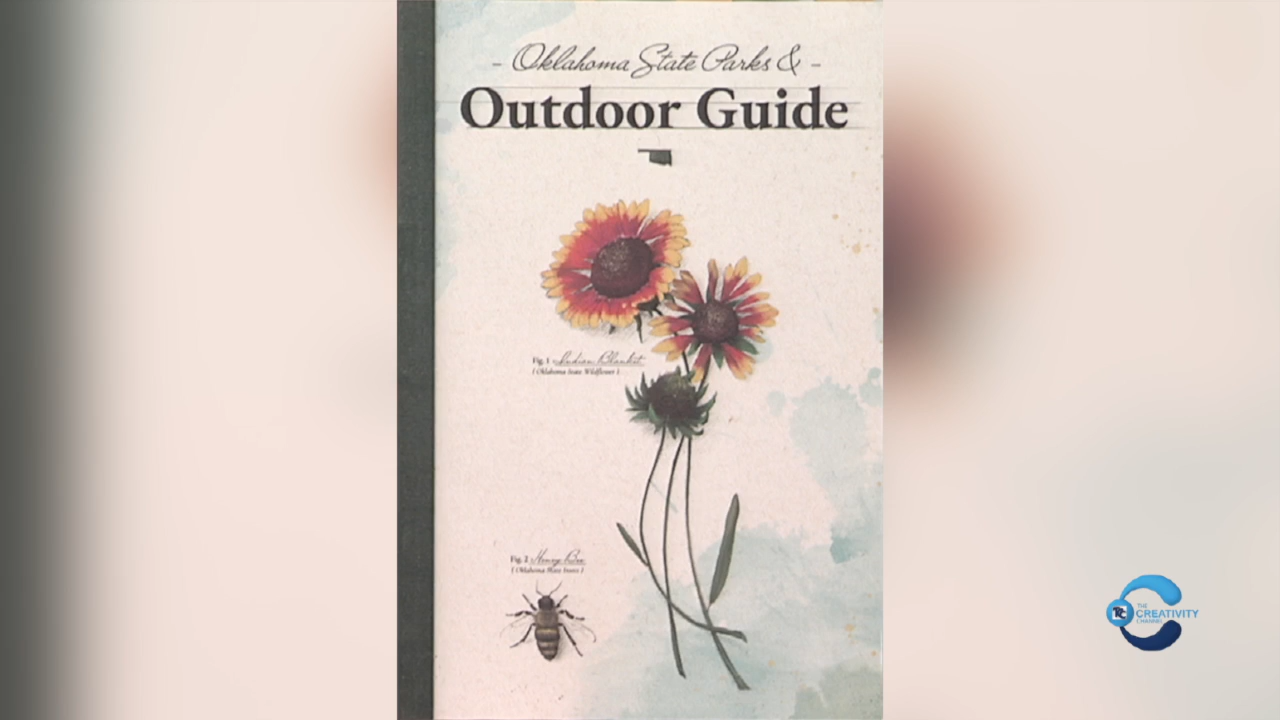 - Oklahoma State Parks & -
Outdoor Guide
Fig. 1 : Indian Blanket
( Oklahoma State Wildflower )
Fig. 2 : Honey Bee
( Oklahoma State Insect )
THE
CREATIVITY
CHANNEL